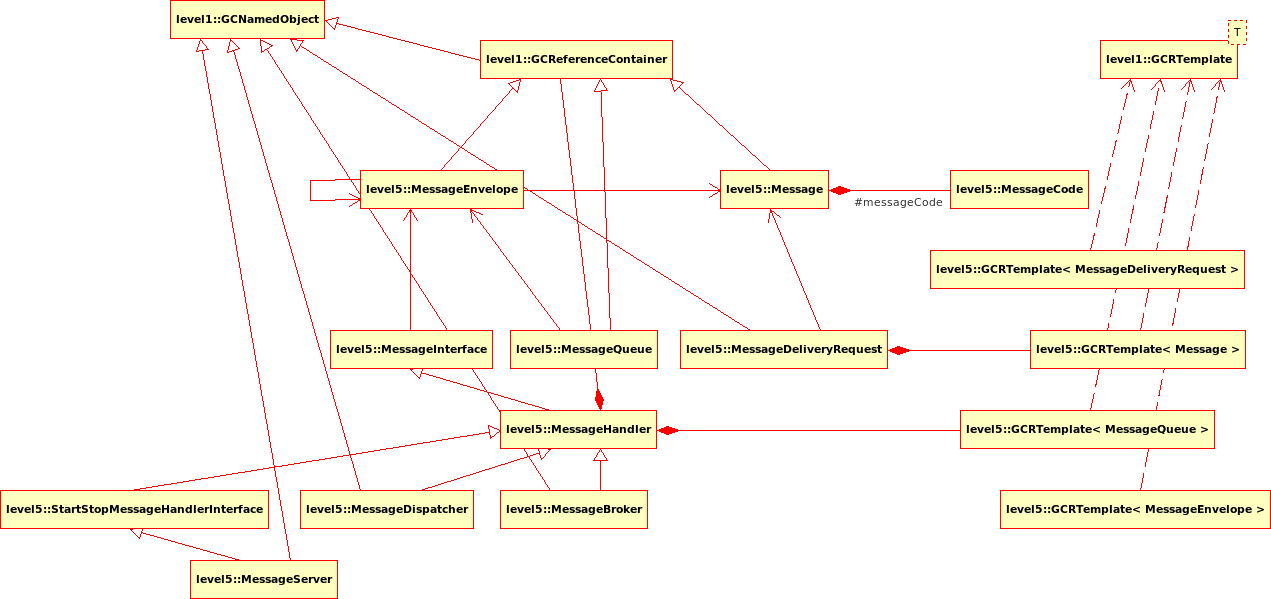 level1::GCNamedObject
T
level1::GCReferenceContainer
level1::GCRTemplate
level5::MessageEnvelope
level5::Message
level5::MessageCode
#messageCode
level5::GCRTemplate< MessageDeliveryRequest >
level5::MessageInterface
level5::MessageQueue
level5::MessageDeliveryRequest
level5::GCRTemplate< Message >
level5::MessageHandler
level5::GCRTemplate< MessageQueue >
level5::StartStopMessageHandlerInterface
level5::MessageDispatcher
level5::MessageBroker
level5::GCRTemplate< MessageEnvelope >
level5::MessageServer